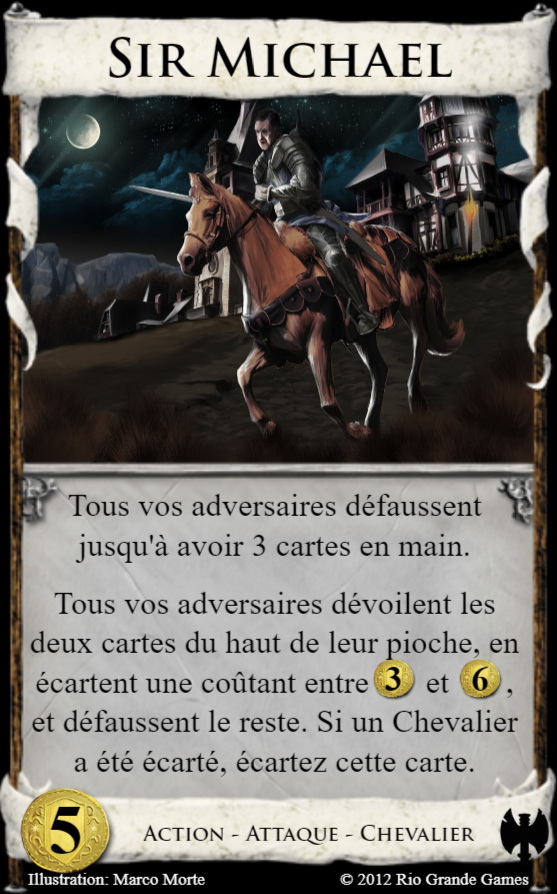 Sir Michael
Tous vos adversaires défaussent
jusqu'à avoir 3 cartes en main.
Tous vos adversaires dévoilent les
deux cartes du haut de leur pioche, en
écartent une coûtant entre 3 et 6 ,
et défaussent le reste. Si un Chevalier
a été écarté, écartez cette carte.
5 Action - Attaque - Chevalier
Illustration: Marco Morte © 2012 Rio Grande Games